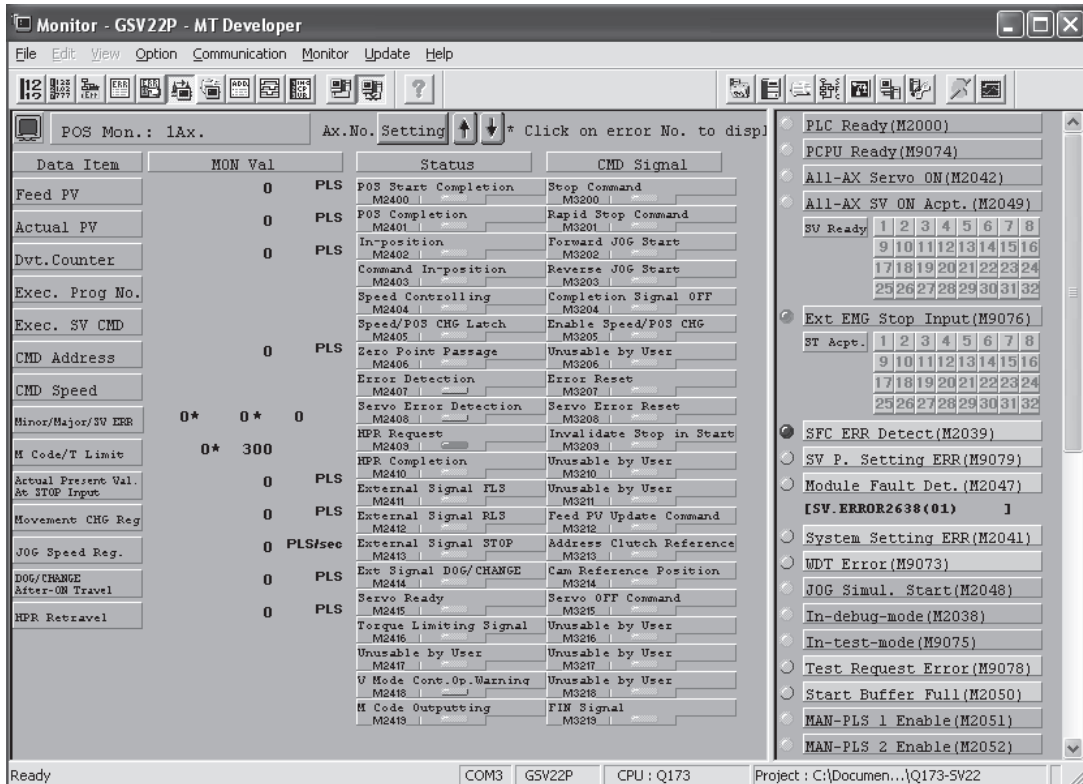 Monitor - GSV22P - MT Developer
File Edit View Option Communication Monitor Update Help
POS Mon.: 1Ax.
Ax.No. Setting * Click on error No. to displ
Data Item MON Val Status CMD Signal
Feed PV 0 PLS
Actual PV 0 PLS
Dvt.Counter 0 PLS
Exec. Prog No.
Exec. SV CMD
CMD Address 0 PLS
CMD Speed
Minor/Major/SV ERR 0* 0* 0
M Code/T Limit 0* 300
Actual Present Val. At STOP Input 0 PLS
Movement CHG Reg 0 PLS
JOG Speed Reg. 0 PLS/sec
DOG/CHANGE After-ON Travel 0 PLS
HPR Retravel 0 PLS
POS Start Completion M2400 Stop Command M3200
POS Completion M2401 Rapid Stop Command M3201
In-position M2402 Forward JOG Start M3202
Command In-position M2403 Reverse JOG Start M3203
Speed Controlling M2404 Completion Signal OFF M3204
Speed/POS CHG Latch M2405 Enable Speed/POS CHG M3205
Zero Point Passage M2406 Unusable by User M3206
Error Detection M2407 Error Reset M3207
Servo Error Detection M2408 Servo Error Reset M3208
HPR Request M2409 Invalidate Stop in Start M3209
HPR Completion M2410 Unusable by User M3210
External Signal FLS M2411 Unusable by User M3211
External Signal RLS M2412 Feed PV Update Command M3212
External Signal STOP M2413 Address Clutch Reference M3213
Ext Signal DOG/CHANGE M2414 Cam Reference Position M3214
Servo Ready M2415 Servo OFF Command M3215
Torque Limiting Signal M2416 Unusable by User M3216
Unusable by User M2417 Unusable by User M3217
V Mode Cont.Op.Warning M2418 Unusable by User M3218
M Code Outputting M2419 FIN Signal M3219
PLC Ready(M2000)
PCPU Ready(M9074)
All-AX Servo ON(M2042)
All-AX SV ON Acpt.(M2049)
SV Ready 1 2 3 4 5 6 7 8
9 10 11 12 13 14 15 16
17 18 19 20 21 22 23 24
25 26 27 28 29 30 31 32
Ext EMG Stop Input(M9076)
ST Acpt. 1 2 3 4 5 6 7 8
9 10 11 12 13 14 15 16
17 18 19 20 21 22 23 24
25 26 27 28 29 30 31 32
SFC ERR Detect(M2039)
SV P. Setting ERR(M9079)
Module Fault Det.(M2047)
[SV.ERROR2638(01) ]
System Setting ERR(M2041)
WDT Error(M9073)
JOG Simul. Start(M2048)
In-debug-mode(M2038)
In-test-mode(M9075)
Test Request Error(M9078)
Start Buffer Full(M2050)
MAN-PLS 1 Enable(M2051)
MAN-PLS 2 Enable(M2052)
Ready COM3 GSV22P CPU : Q173 Project : C:\Documen...\Q173-SV22